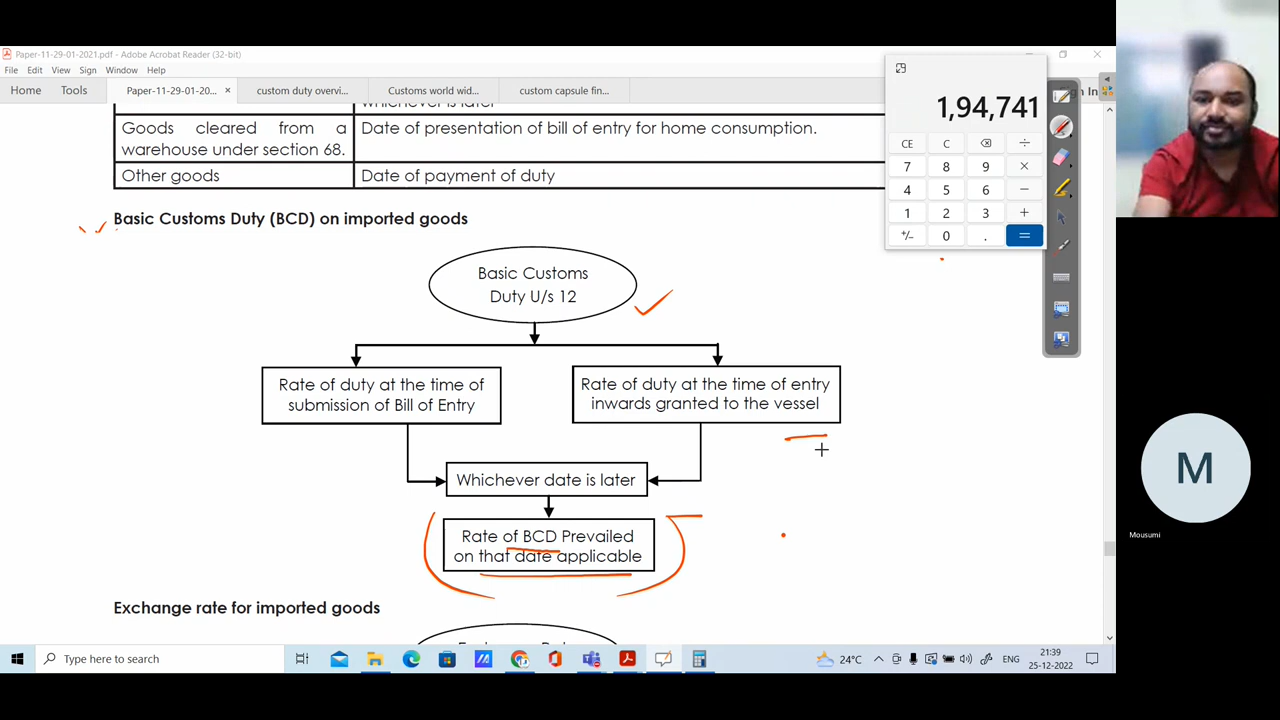 Paper-11-29-01-2021.pdf - Adobe Acrobat Reader (32-bit)
File Edit View Sign Window Help
Home Tools Paper-11-29-01-20... × custom duty overvi... Customs world wid... custom capsule fin... In
whichever is later
Goods cleared from a warehouse under section 68.
Date of presentation of bill of entry for home consumption.
Other goods
Date of payment of duty
Basic Customs Duty (BCD) on imported goods
Basic Customs
Duty U/s 12
Rate of duty at the time of
submission of Bill of Entry
Rate of duty at the time of entry
inwards granted to the vessel
Whichever date is later
Rate of BCD Prevailed
on that date applicable
Exchange rate for imported goods
1,94,741
CE C ÷
7 8 9 ×
4 5 6 −
1 2 3 +
+/− 0 . =
M
Mousumi
Type here to search
24°C
ENG
21:39
25-12-2022